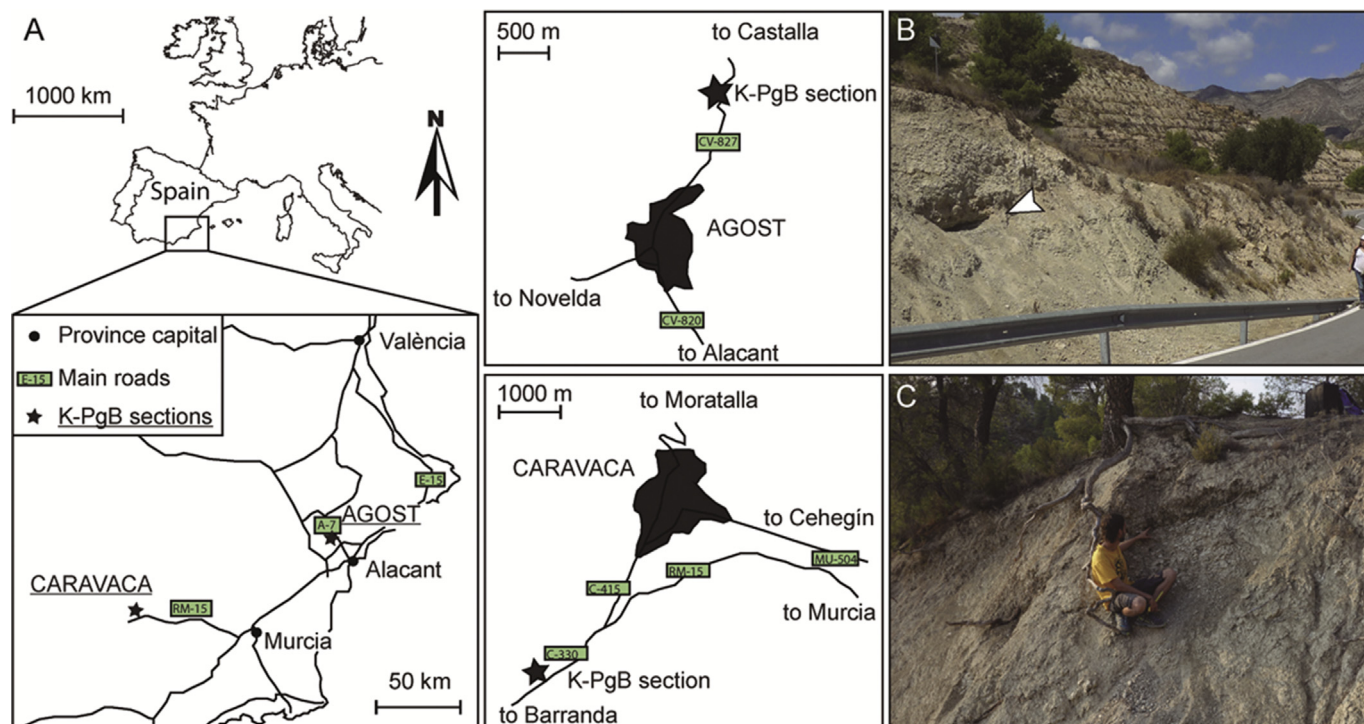 A
1000 km
N
Spain
Province capital
E-15 Main roads
K-PgB sections
València
E-15
A-7
AGOST
Alacant
CARAVACA
RM-15
Murcia
50 km
500 m
to Castalla
K-PgB section
CV-827
AGOST
to Novelda
CV-820
to Alacant
1000 m
to Moratalla
CARAVACA
to Cehegín
MU-504
RM-15
C-415
to Murcia
C-330
K-PgB section
to Barranda
B
C